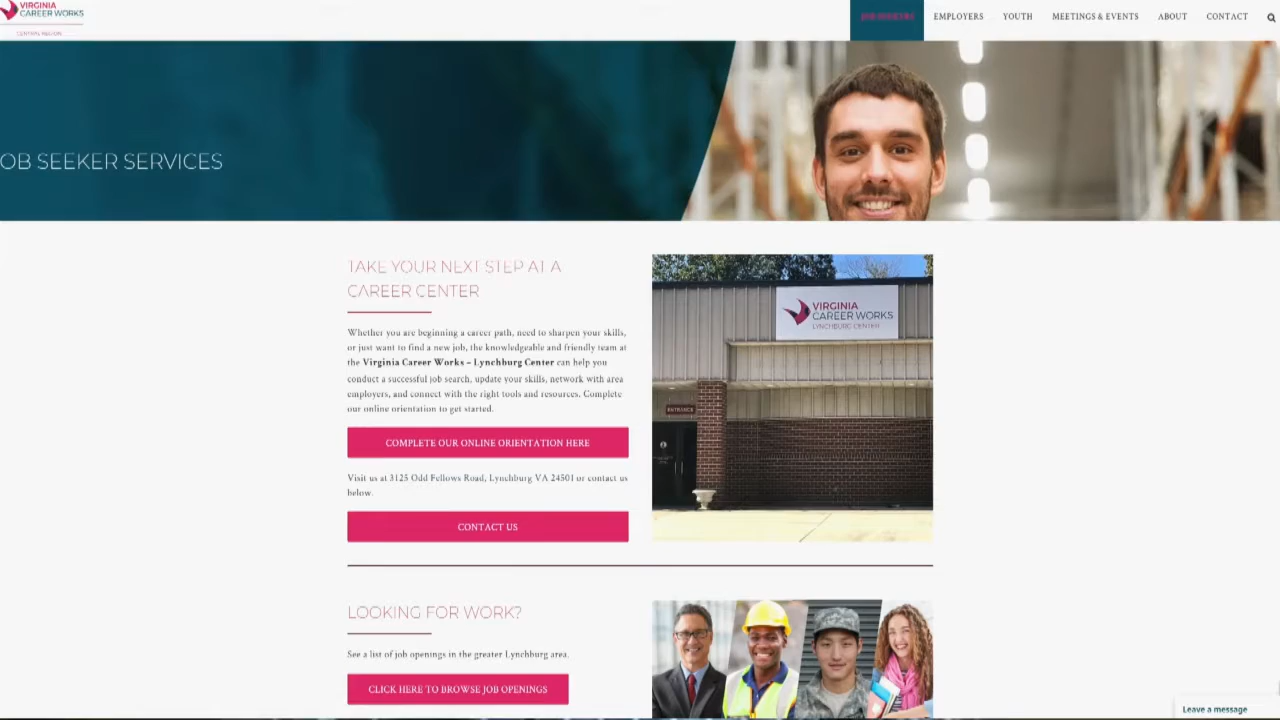 VIRGINIA
CAREER WORKS
CENTRAL REGION
JOB SEEKERS
EMPLOYERS
YOUTH
MEETINGS & EVENTS
ABOUT
CONTACT
OB SEEKER SERVICES
TAKE YOUR NEXT STEP AT A
CAREER CENTER
Whether you are beginning a career path, need to sharpen your skills,
or just want to find a new job, the knowledgeable and friendly team at
the Virginia Career Works – Lynchburg Center can help you
conduct a successful job search, update your skills, network with area
employers, and connect with the right tools and resources. Complete
our online orientation to get started.
COMPLETE OUR ONLINE ORIENTATION HERE
Visit us at 3125 Odd Fellows Road, Lynchburg VA 24501 or contact us
below.
CONTACT US
VIRGINIA
CAREER WORKS
LYNCHBURG CENTER
ENTRANCE
LOOKING FOR WORK?
See a list of job openings in the greater Lynchburg area.
CLICK HERE TO BROWSE JOB OPENINGS
Leave a message